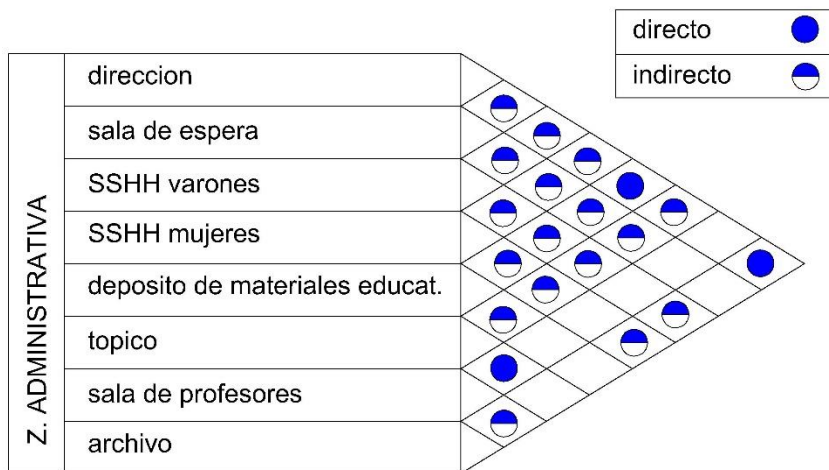 directo
indirecto
Z. ADMINISTRATIVA
direccion
sala de espera
SSHH varones
SSHH mujeres
deposito de materiales educat.
topico
sala de profesores
archivo